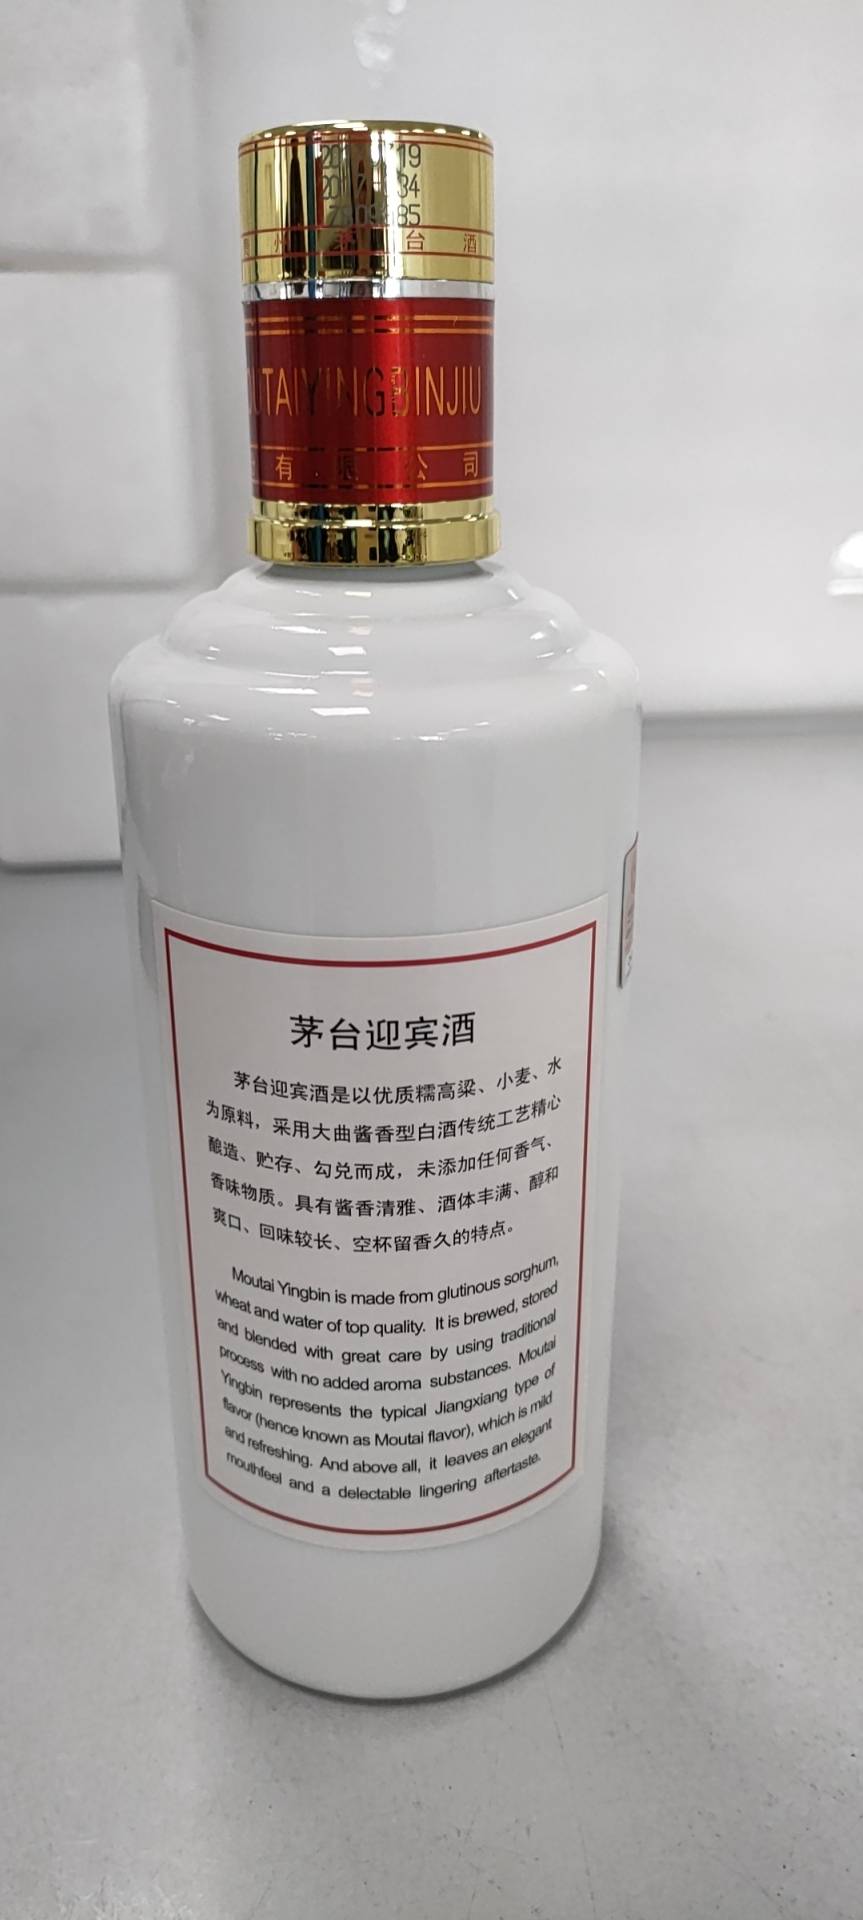 台 酒
TAIYINGBINJIU
有 限 公 司
茅台迎宾酒
茅台迎宾酒是以优质糯高粱、小麦、水
为原料，采用大曲酱香型白酒传统工艺精心
酿造、贮存、勾兑而成，未添加任何香气、
香味物质。具有酱香清雅、酒体丰满、醇和
爽口、回味较长、空杯留香久的特点。
Moutai Yingbin is made from glutinous sorghum,
wheat and water of top quality. It is brewed, stored
and blended with great care by using traditional
process with no added aroma substances. Moutai
Yingbin represents the typical Jiangxiang type of
flavor (hence known as Moutai flavor), which is mild
and refreshing. And above all, it leaves an elegant
mouthfeel and a delectable lingering aftertaste.